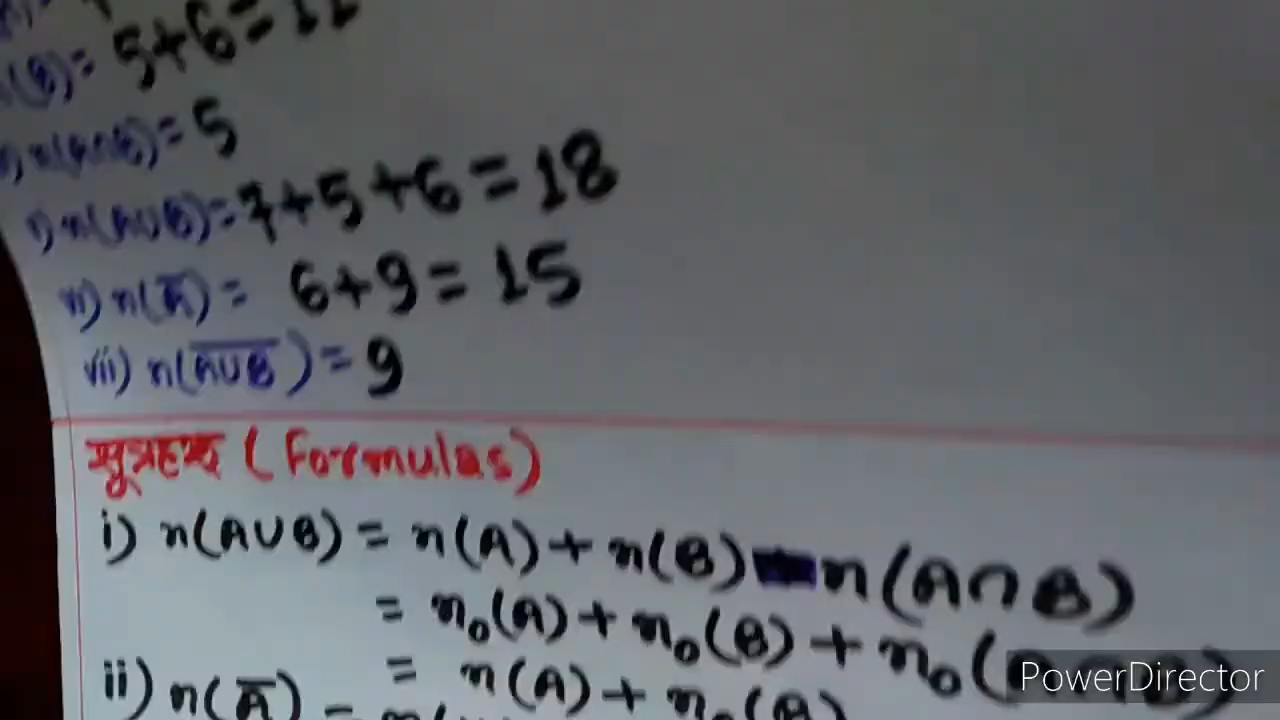 n(B) = 5+6 = 11
n(A∩B) = 5
n(A∪B) = 7+5+6 = 18
vi) n(A̅) = 6+9 = 15
vii) n(A̅∪̅B̅) = 9
(Formulas)
i) n(A∪B) = n(A) + n(B) - n(A∩B)
= n₀(A) + n₀(B) + n₀(A∩B)
= n(A) + n₀(B)
ii) n(A̅) =
PowerDirector